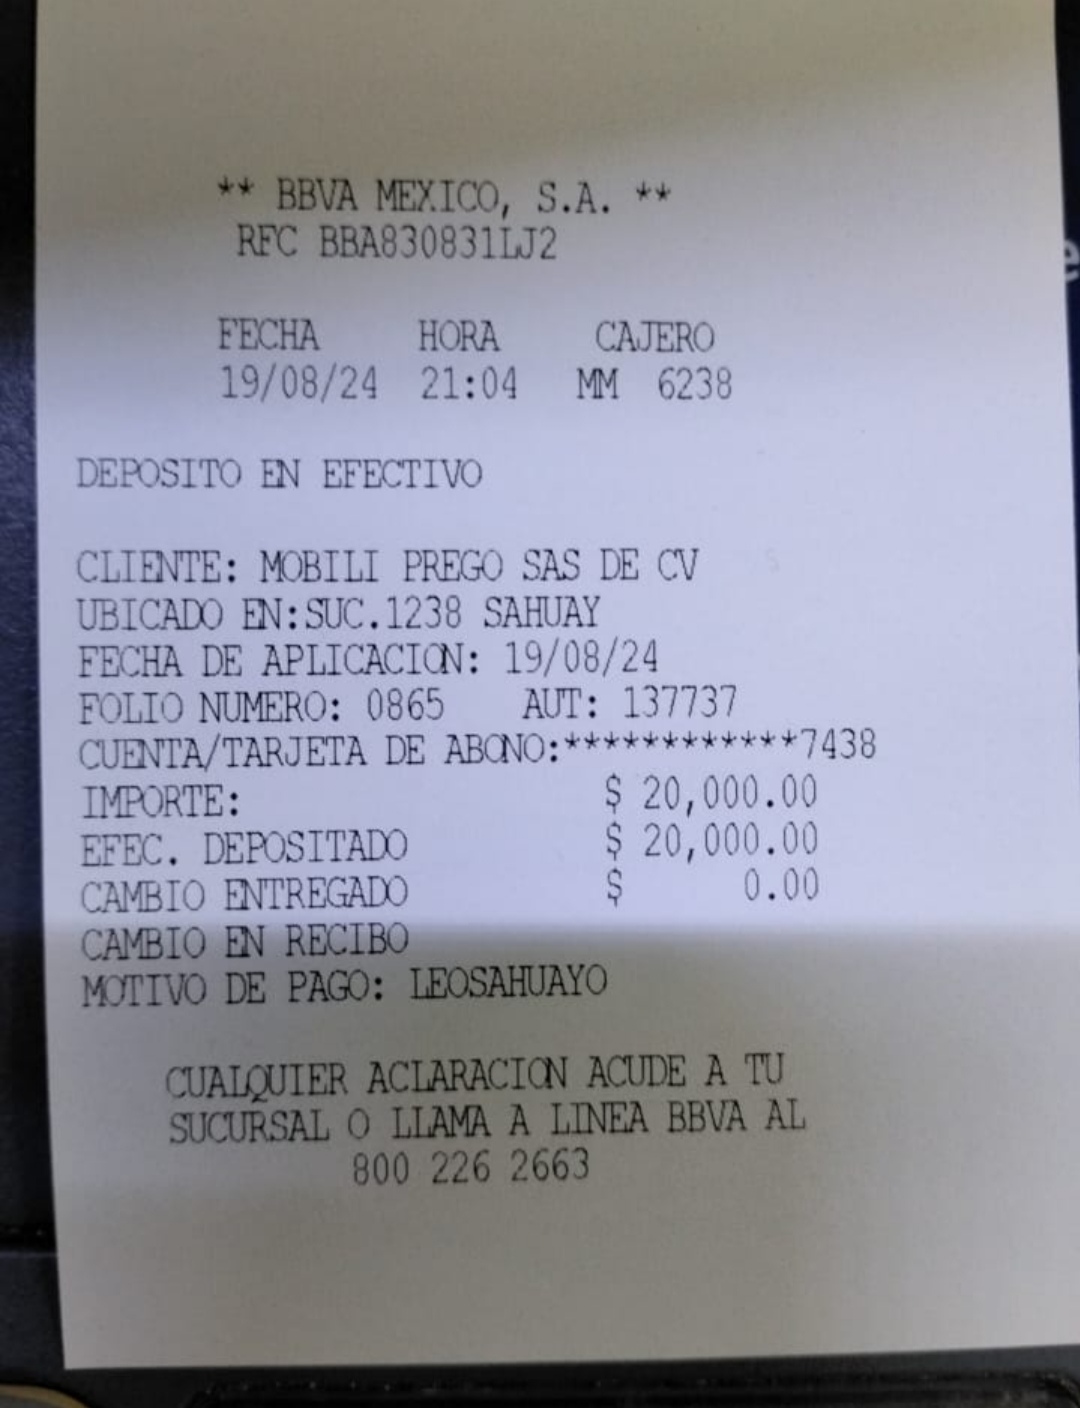 ** BBVA MEXICO, S.A. **
RFC BBA830831LJ2
FECHA HORA CAJERO
19/08/24 21:04 MM 6238
DEPOSITO EN EFECTIVO
CLIENTE: MOBILI PREGO SAS DE CV
UBICADO EN:SUC.1238 SAHUAY
FECHA DE APLICACION: 19/08/24
FOLIO NUMERO: 0865 AUT: 137737
CUENTA/TARJETA DE ABONO:************7438
IMPORTE: $ 20,000.00
EFEC. DEPOSITADO $ 20,000.00
CAMBIO ENTREGADO $ 0.00
CAMBIO EN RECIBO
MOTIVO DE PAGO: LEOSAHUAYO
CUALQUIER ACLARACION ACUDE A TU
SUCURSAL O LLAMA A LINEA BBVA AL
800 226 2663